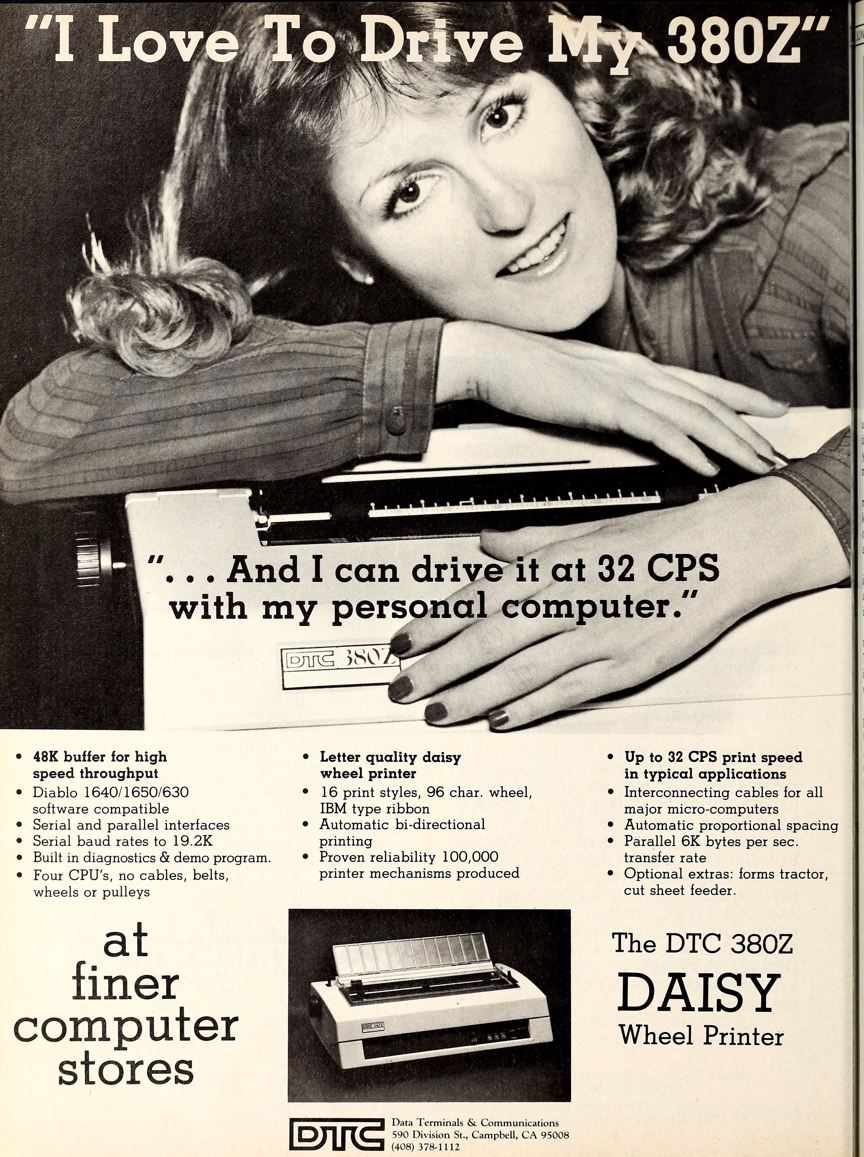 "I Love To Drive My 380Z"
". . . And I can drive it at 32 CPS
with my personal computer."
DTC 380Z
• 48K buffer for high
speed throughput
• Diablo 1640/1650/630
software compatible
• Serial and parallel interfaces
• Serial baud rates to 19.2K
• Built in diagnostics & demo program.
• Four CPU's, no cables, belts,
wheels or pulleys
• Letter quality daisy
wheel printer
• 16 print styles, 96 char. wheel,
IBM type ribbon
• Automatic bi-directional
printing
• Proven reliability 100,000
printer mechanisms produced
• Up to 32 CPS print speed
in typical applications
• Interconnecting cables for all
major micro-computers
• Automatic proportional spacing
• Parallel 6K bytes per sec.
transfer rate
• Optional extras: forms tractor,
cut sheet feeder.
at
finer
computer
stores
The DTC 380Z
DAISY
Wheel Printer
DTC
Data Terminals & Communications
590 Division St., Campbell, CA 95008
(408) 378-1112